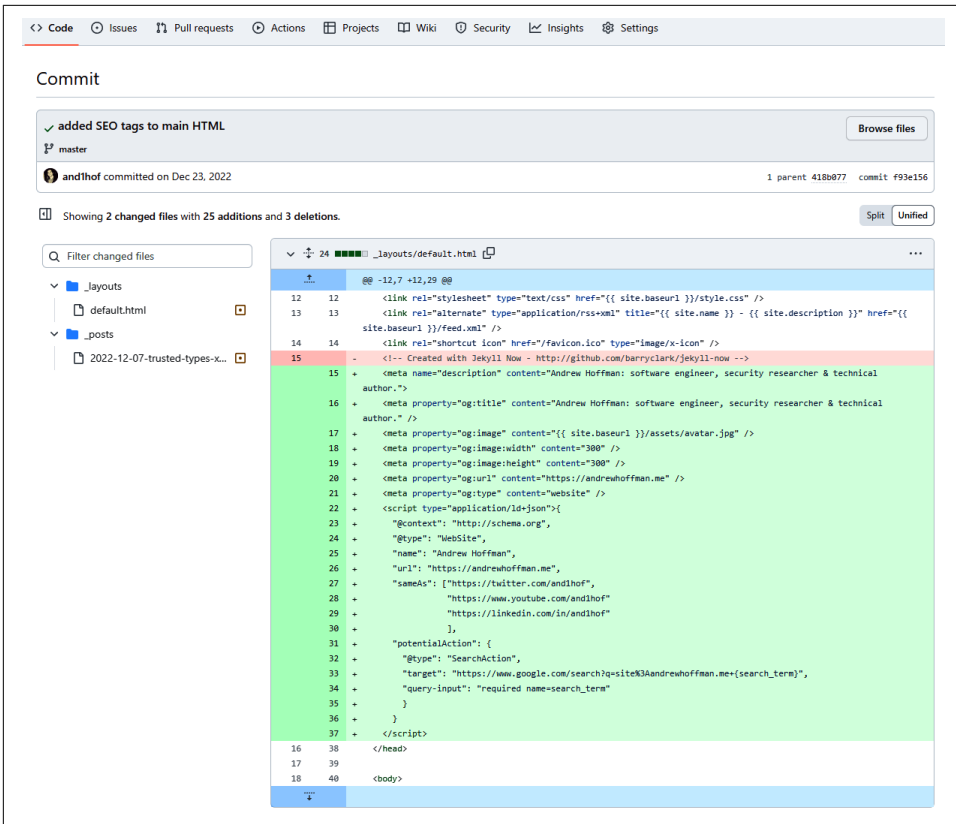 <> Code Issues Pull requests Actions Projects Wiki Security Insights Settings
Commit
added SEO tags to main HTML
Browse files
master
and1hof committed on Dec 23, 2022
1 parent 418b077 commit f93e156
Showing 2 changed files with 25 additions and 3 deletions.
Split Unified
Filter changed files
_layouts
default.html
_posts
2022-12-07-trusted-types-x...
24 _layouts/default.html
@@ -12,7 +12,29 @@
12 12 <link rel="stylesheet" type="text/css" href="{{ site.baseurl }}/style.css" />
13 13 <link rel="alternate" type="application/rss+xml" title="{{ site.name }} - {{ site.description }}" href="{{
site.baseurl }}/feed.xml" />
14 14 <link rel="shortcut icon" href="/favicon.ico" type="image/x-icon" />
15 - <!-- Created with Jekyll Now - http://github.com/barryclark/jekyll-now -->
15 + <meta name="description" content="Andrew Hoffman: software engineer, security researcher & technical
author.">
16 + <meta property="og:title" content="Andrew Hoffman: software engineer, security researcher & technical
author." />
17 + <meta property="og:image" content="{{ site.baseurl }}/assets/avatar.jpg" />
18 + <meta property="og:image:width" content="300" />
19 + <meta property="og:image:height" content="300" />
20 + <meta property="og:url" content="https://andrewhoffman.me" />
21 + <meta property="og:type" content="website" />
22 + <script type="application/ld+json">{
23 + "@context": "http://schema.org",
24 + "@type": "WebSite",
25 + "name": "Andrew Hoffman",
26 + "url": "https://andrewhoffman.me",
27 + "sameAs": ["https://twitter.com/and1hof",
28 + "https://www.youtube.com/and1hof"
29 + "https://linkedin.com/in/and1hof"
30 + ],
31 + "potentialAction": {
32 + "@type": "SearchAction",
33 + "target": "https://www.google.com/search?q=site%3Aandrewhoffman.me+{search_term}",
34 + "query-input": "required name=search_term"
35 + }
36 + }
37 + </script>
16 38 </head>
17 39
18 40 <body>